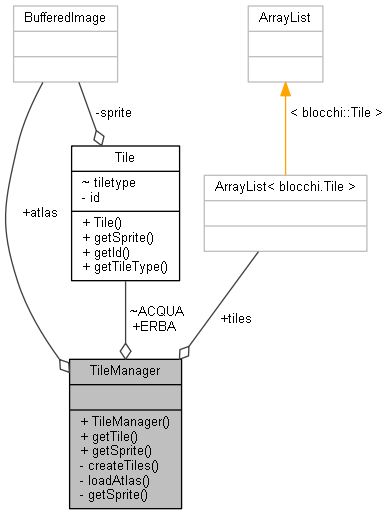 BufferedImage
ArrayList
-sprite
< blocchi::Tile >
Tile
~ tiletype
- id
+ Tile()
+ getSprite()
+ getId()
+ getTileType()
ArrayList< blocchi.Tile >
+atlas
~ACQUA
+ERBA
+tiles
TileManager
+ TileManager()
+ getTile()
+ getSprite()
- createTiles()
- loadAtlas()
- getSprite()